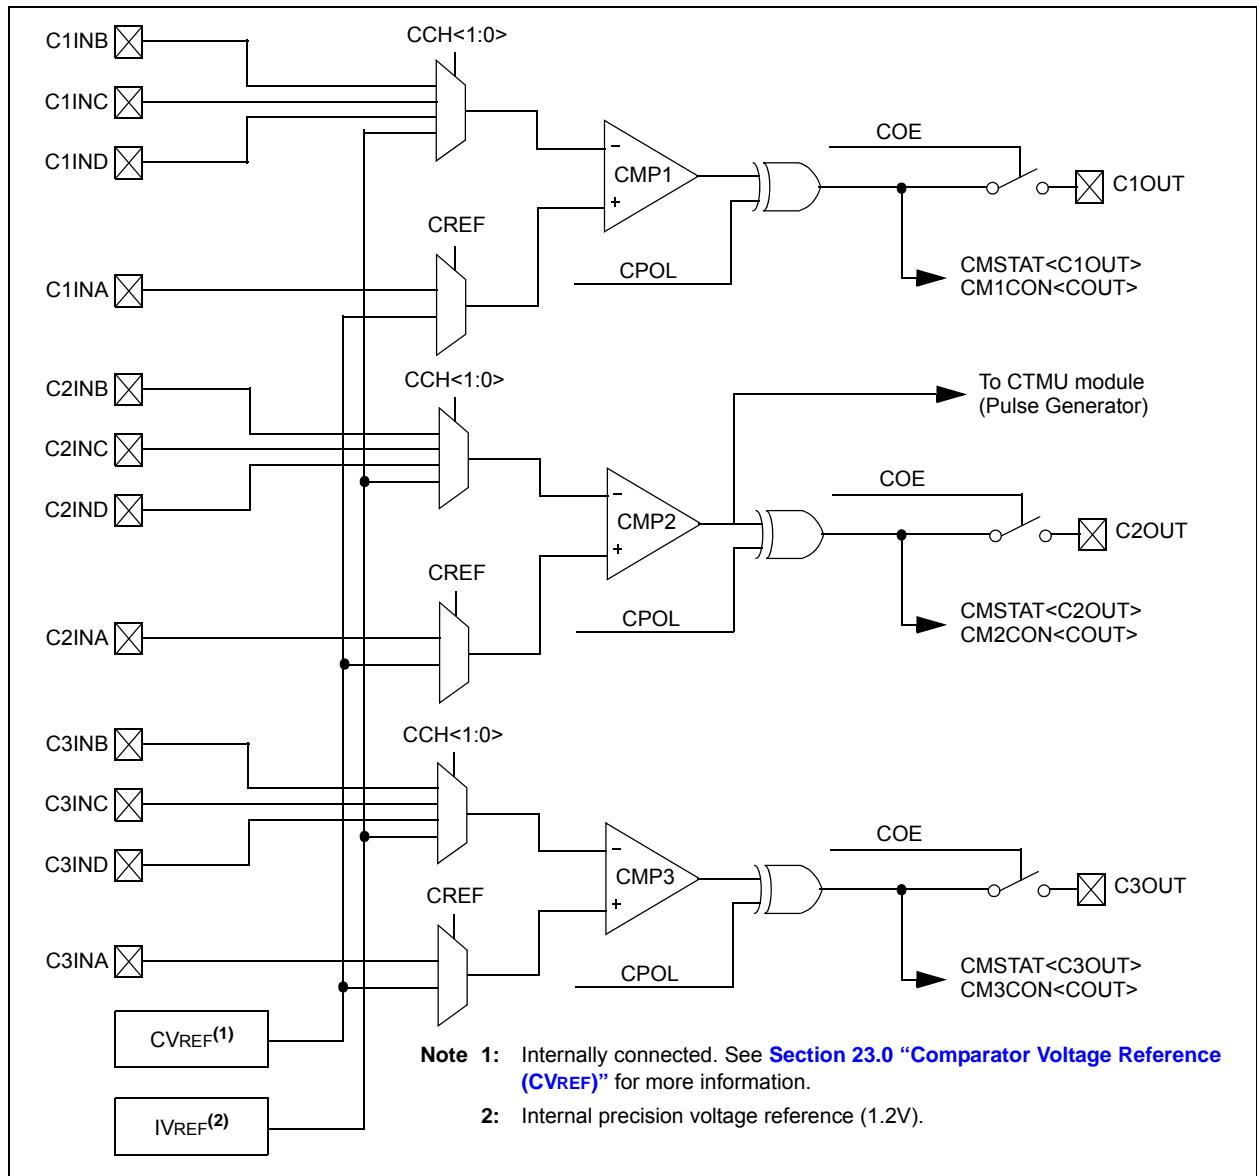 C1INB
CCH<1:0>
C1INC
C1IND
COE
CMP1
−
+
C1OUT
CREF
CPOL
CMSTAT<C1OUT>
CM1CON<COUT>
C1INA
C2INB
CCH<1:0>
To CTMU module
(Pulse Generator)
C2INC
C2IND
COE
CMP2
−
+
C2OUT
CREF
CPOL
CMSTAT<C2OUT>
CM2CON<COUT>
C2INA
C3INB
CCH<1:0>
C3INC
C3IND
COE
CMP3
−
+
C3OUT
CREF
CPOL
CMSTAT<C3OUT>
CM3CON<COUT>
C3INA
CVREF(1)
IVREF(2)
Note 1: Internally connected. See Section 23.0 “Comparator Voltage Reference
(CVREF)” for more information.
2: Internal precision voltage reference (1.2V).